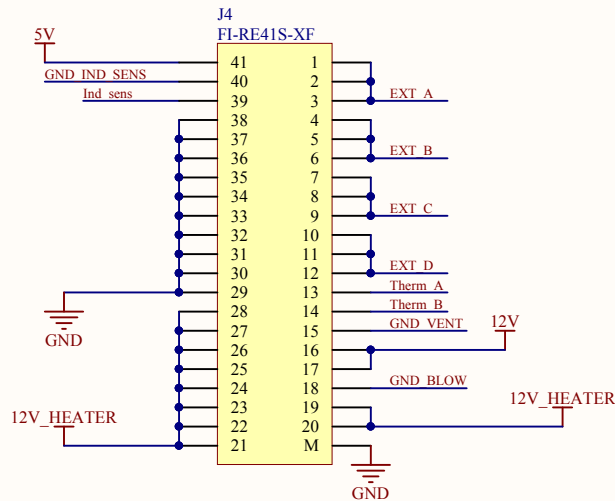 J4
FI-RE41S-XF
5V
41 1
GND_IND_SENS 40 2
Ind_sens 39 3 EXT_A
38 4
37 5
36 6 EXT_B
35 7
34 8
33 9 EXT_C
32 10
31 11
30 12 EXT_D
29 13 Therm_A
28 14 Therm_B
GND
27 15 GND_VENT
12V
26 16
25 17
24 18 GND_BLOW
23 19
12V_HEATER 22 20 12V_HEATER
21 M
GND